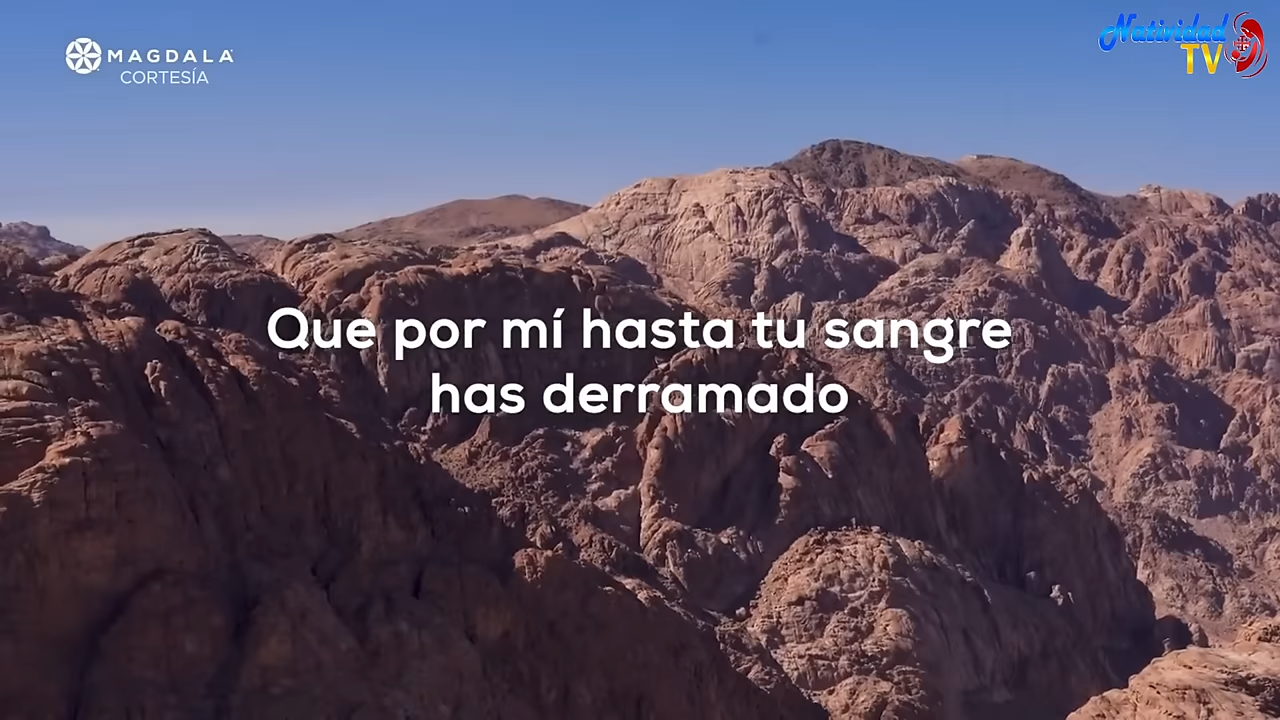 MAGDALA
CORTESÍA
Natividad
TV
Que por mí hasta tu sangre
has derramado